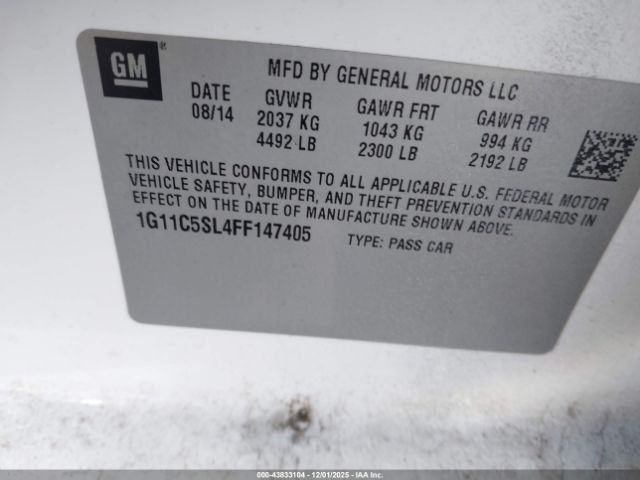 GM ®
MFD BY GENERAL MOTORS LLC
DATE GVWR GAWR FRT GAWR RR
08/14 2037 KG 1043 KG 994 KG
4492 LB 2300 LB 2192 LB
THIS VEHICLE CONFORMS TO ALL APPLICABLE U.S. FEDERAL MOTOR
VEHICLE SAFETY, BUMPER, AND THEFT PREVENTION STANDARDS IN
EFFECT ON THE DATE OF MANUFACTURE SHOWN ABOVE.
1G11C5SL4FF147405 TYPE: PASS CAR
000-43833104 | 12/01/2025 | IAA Inc.